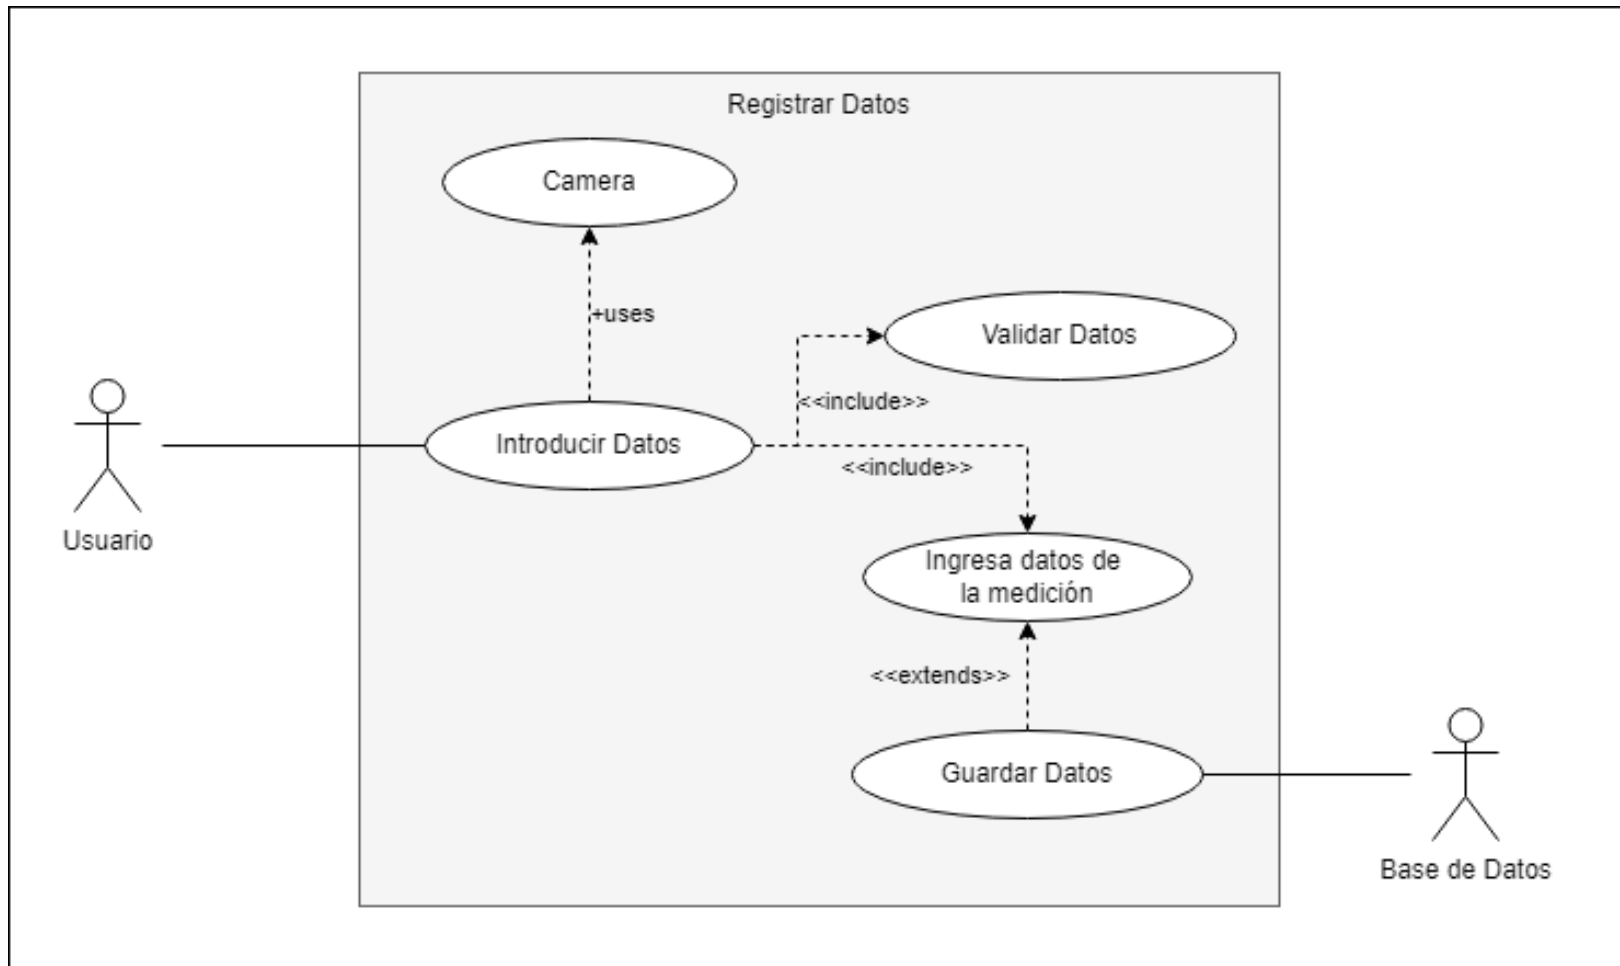 Registrar Datos
Camera
+uses
Validar Datos
<<include>>
Introducir Datos
<<include>>
Usuario
Ingresa datos de
la medición
<<extends>>
Guardar Datos
Base de Datos